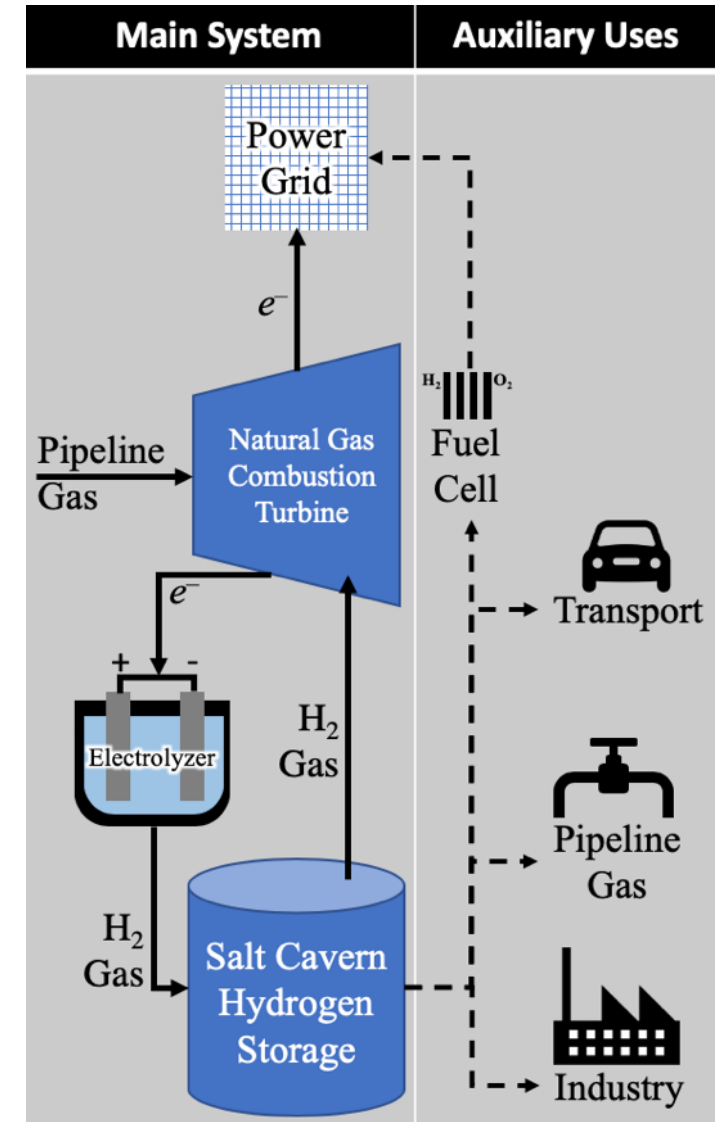 Main System
Auxiliary Uses
Power
Grid
e⁻
H₂
O₂
Fuel
Cell
Natural Gas
Combustion
Turbine
Pipeline
Gas
e⁻
+
-
Electrolyzer
H₂
Gas
Transport
Pipeline
Gas
H₂
Gas
Salt Cavern
Hydrogen
Storage
Industry